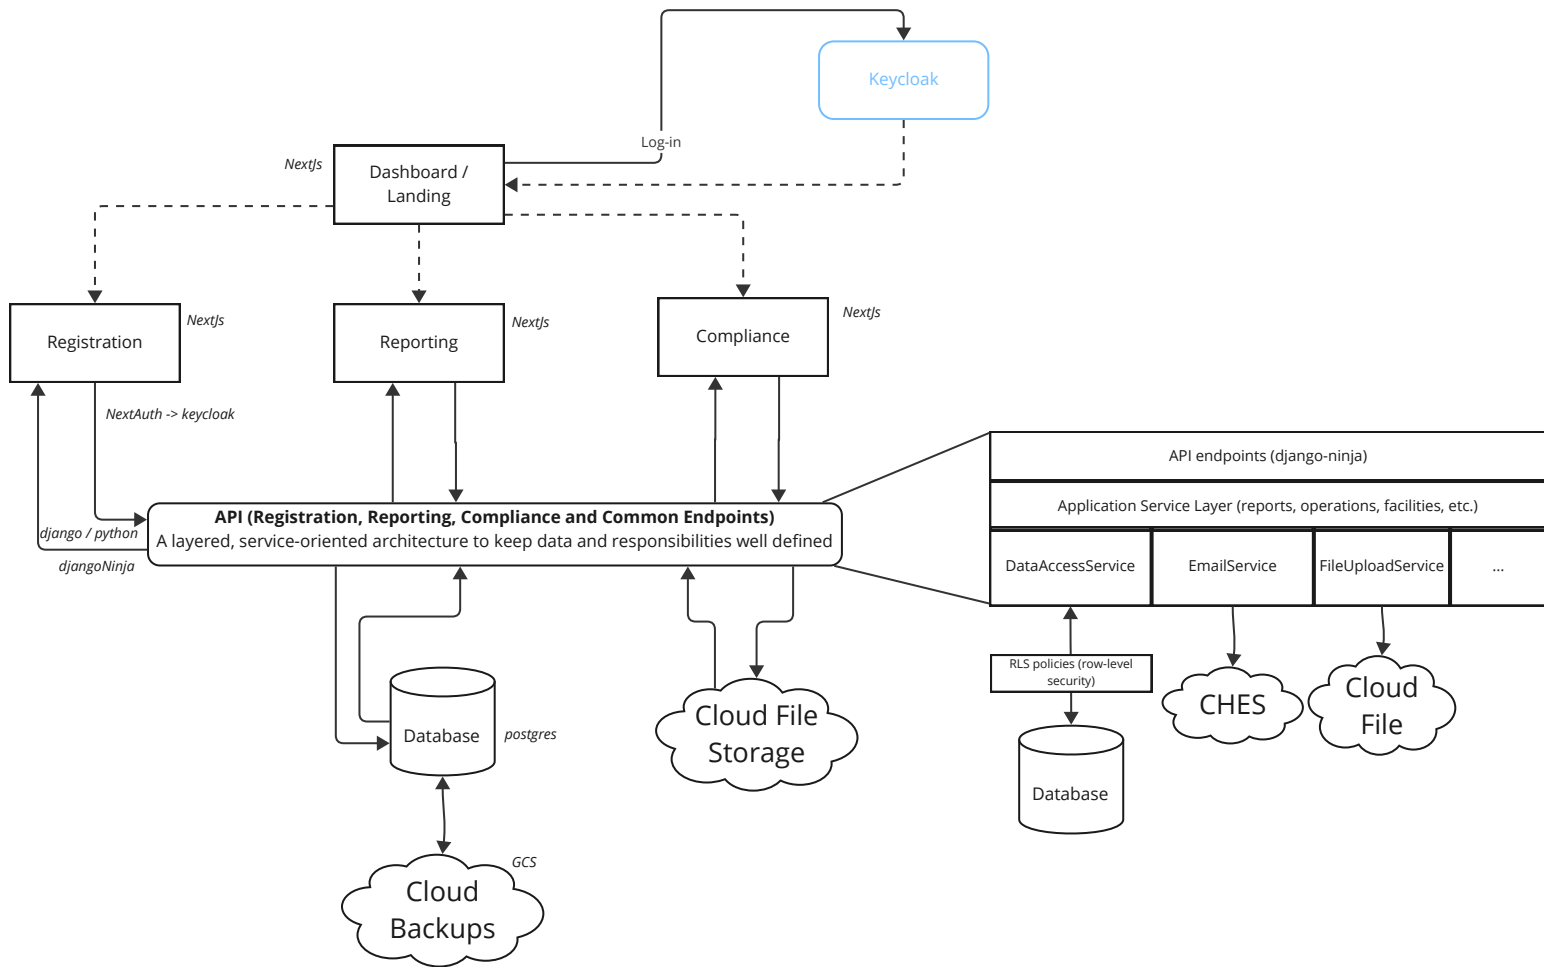 Keycloak
Log-in
NextJs
Dashboard /
Landing
Registration
NextJs
Reporting
NextJs
Compliance
NextJs
NextAuth -> keycloak
API (Registration, Reporting, Compliance and Common Endpoints)
A layered, service-oriented architecture to keep data and responsibilities well defined
django / python
djangoNinja
API endpoints (django-ninja)
Application Service Layer (reports, operations, facilities, etc.)
DataAccessService
EmailService
FileUploadService
...
RLS policies (row-level
security)
Database
CHES
Cloud
File
Database
postgres
Cloud File
Storage
GCS
Cloud
Backups